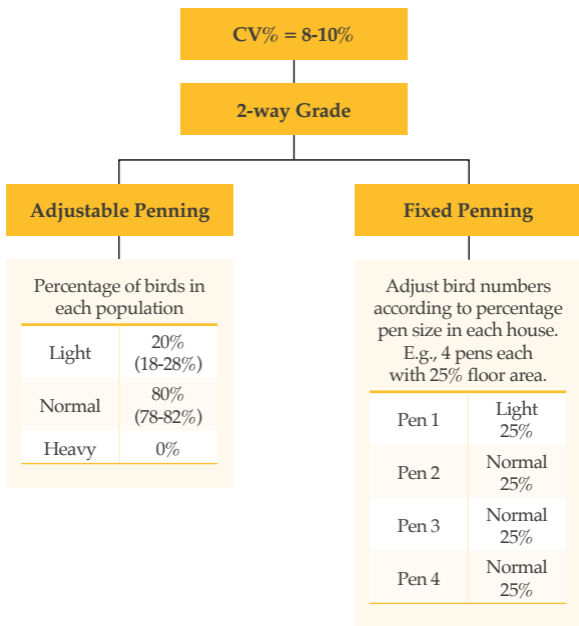 CV% = 8-10%
2-way Grade
Adjustable Penning
Percentage of birds in
each population
Light
20%
(18-28%)
Normal
80%
(78-82%)
Heavy
0%
Fixed Penning
Adjust bird numbers
according to percentage
pen size in each house.
E.g., 4 pens each
with 25% floor area.
Pen 1
Light
25%
Pen 2
Normal
25%
Pen 3
Normal
25%
Pen 4
Normal
25%